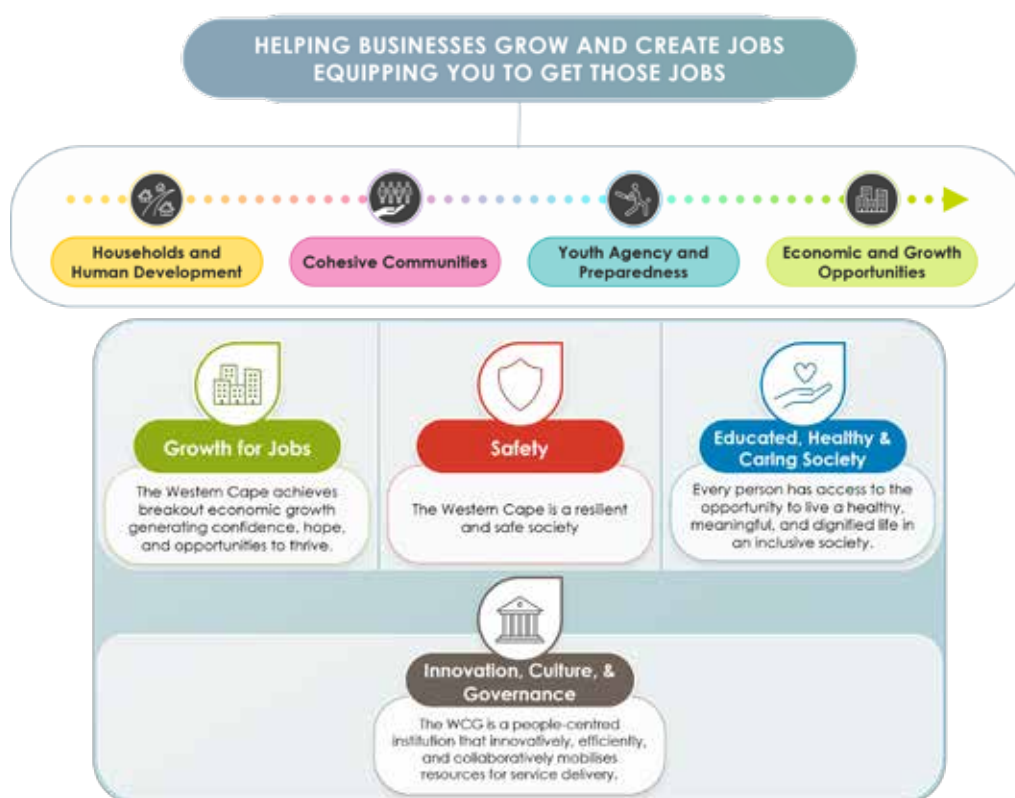 HELPING BUSINESSES GROW AND CREATE JOBS
EQUIPPING YOU TO GET THOSE JOBS
Households and
Human Development
Cohesive Communities
Youth Agency and
Preparedness
Economic and Growth
Opportunities
Growth for Jobs
The Western Cape achieves
breakout economic growth
generating confidence, hope,
and opportunities to thrive.
Safety
The Western Cape is a resilient
and safe society
Educated, Healthy &
Caring Society
Every person has access to the
opportunity to live a healthy,
meaningful, and dignified life in
an inclusive society.
Innovation, Culture, &
Governance
The WCG is a people-centred
institution that innovatively, efficiently,
and collaboratively mobilises
resources for service delivery.